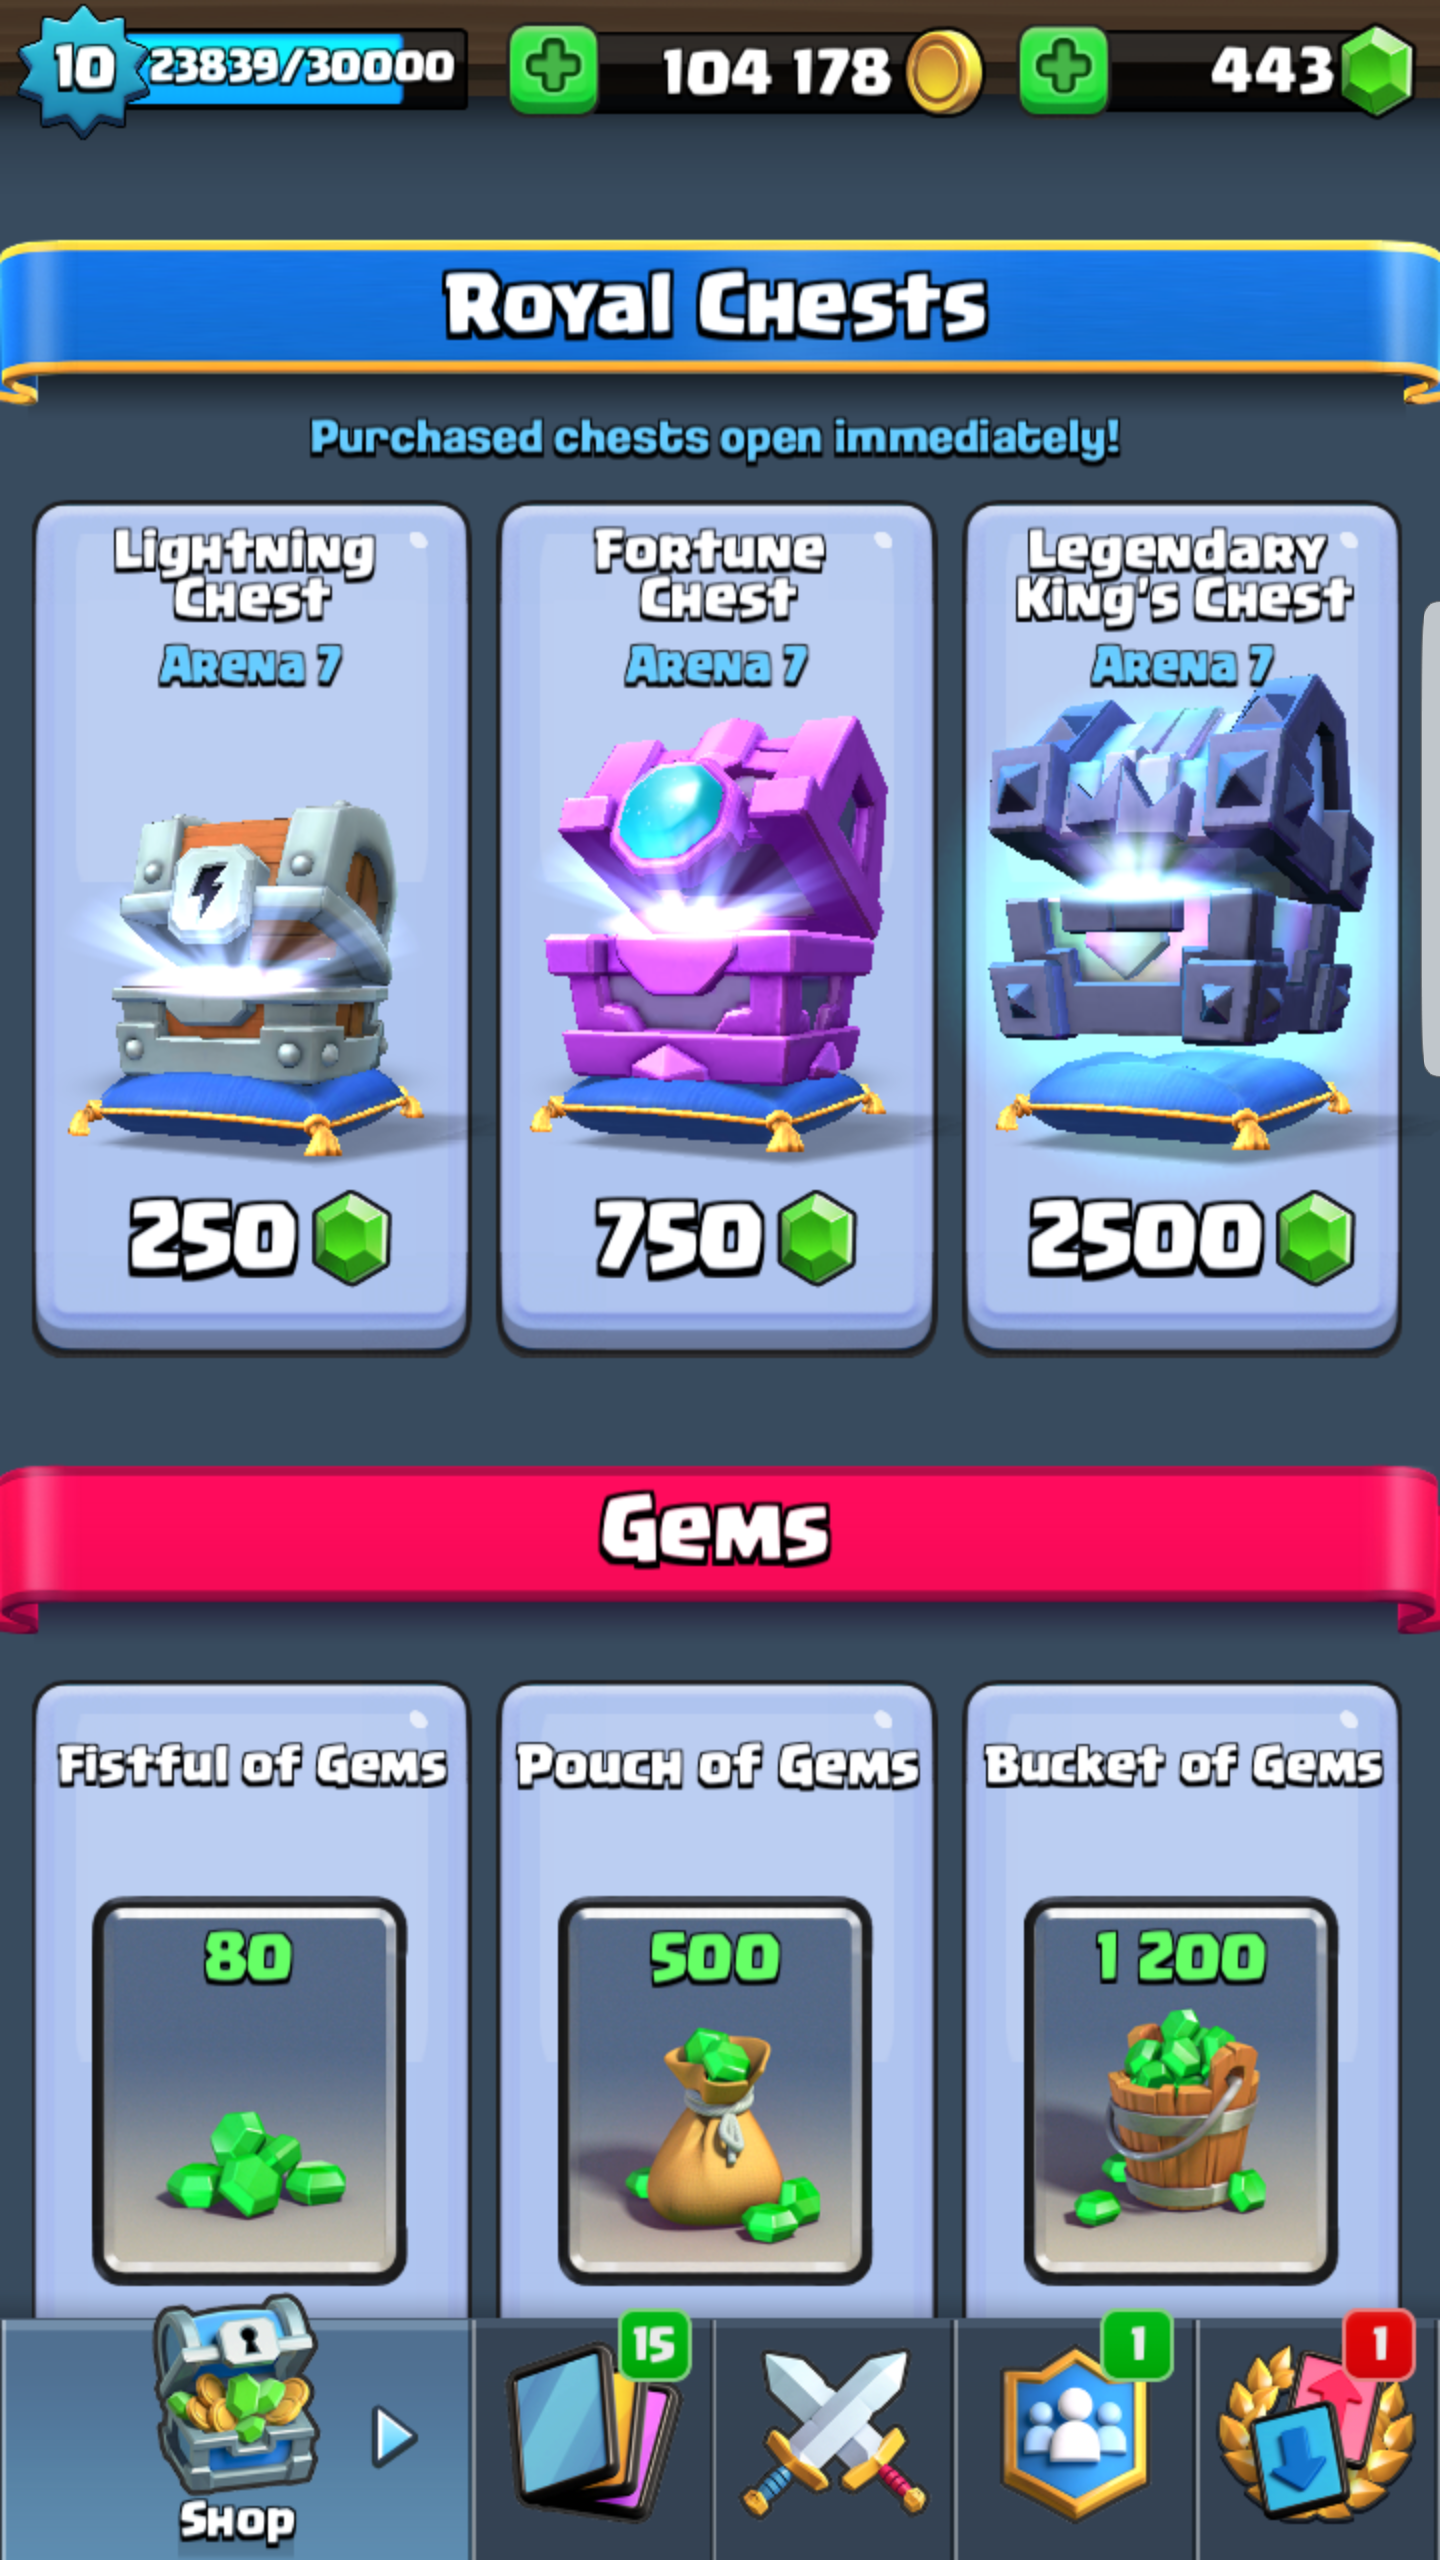 10 23839/30000 104 178 443
Royal Chests
Purchased chests open immediately!
Lightning
Chest
Arena 7
250
Fortune
Chest
Arena 7
750
Legendary
King's Chest
Arena 7
2500
Gems
Fistful of Gems
80
Pouch of Gems
500
Bucket of Gems
1 200
Shop
15
1
1